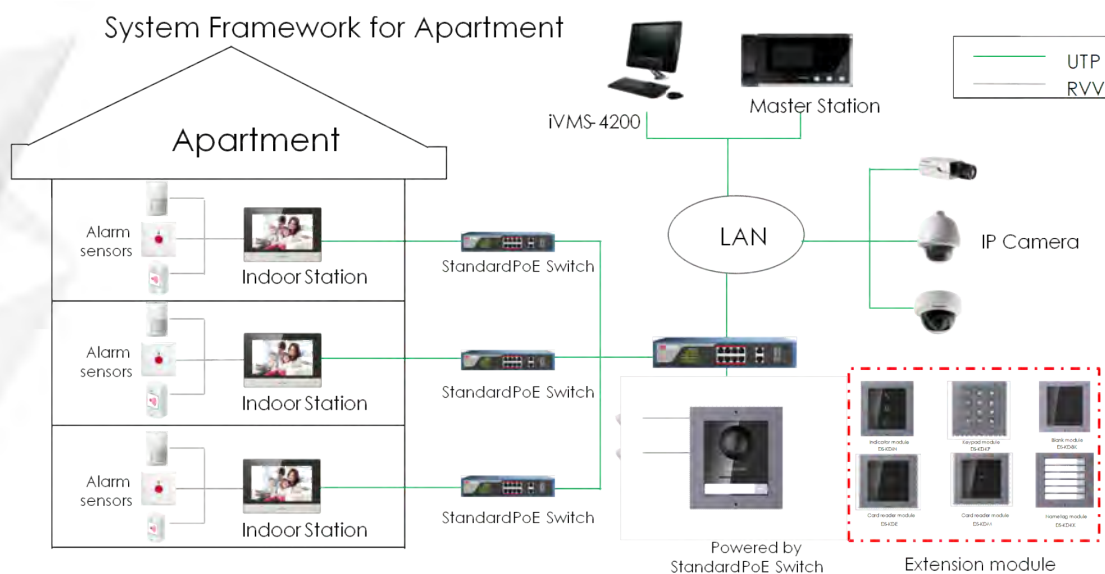 System Framework for Apartment
UTP
RVV
iVMS-4200
Master Station
Apartment
Alarm
sensors
Indoor Station
StandardPoE Switch
LAN
IP Camera
Alarm
sensors
Indoor Station
StandardPoE Switch
Alarm
sensors
Indoor Station
StandardPoE Switch
Indicator module
Keypad module
Blank module
Card reader module
Card reader module
Nametag module
Powered by
StandardPoE Switch
Extension module